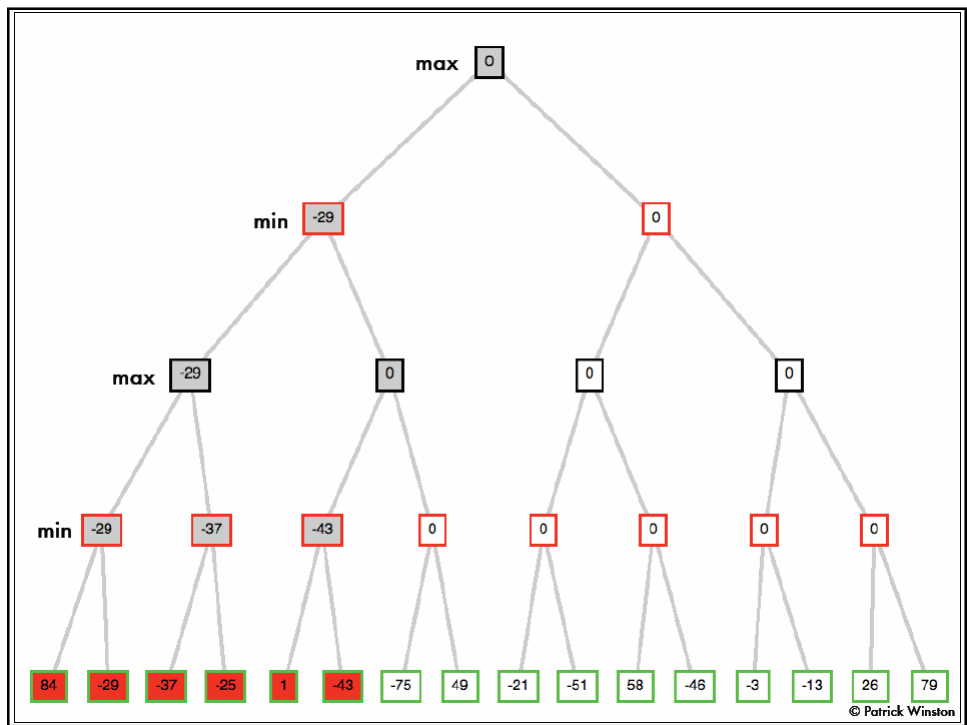 max 0
min -29 0
max -29 0 0 0
min -29 -37 -43 0 0 0 0 0
84 -29 -37 -25 1 -43 -75 49 -21 -51 58 -46 -3 -13 26 79
© Patrick Winston